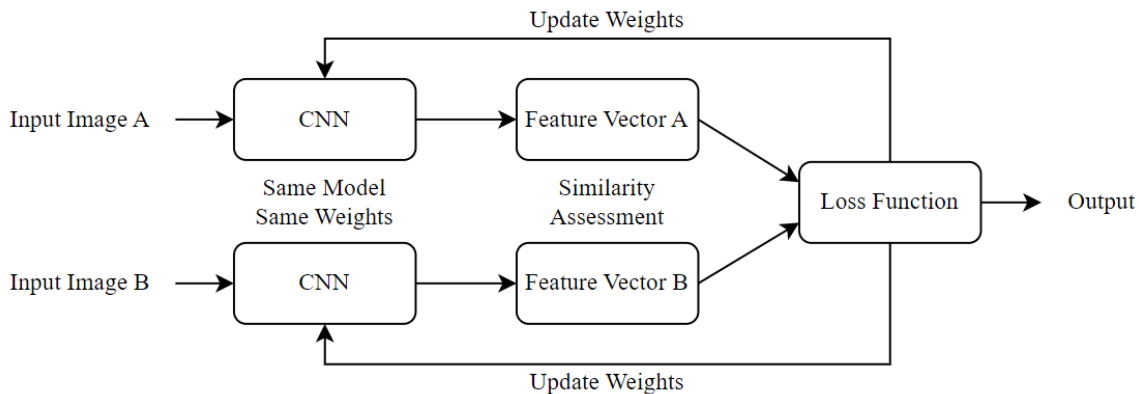 Update Weights
Input Image A
CNN
Feature Vector A
Same Model
Same Weights
Similarity
Assessment
Loss Function
Output
Input Image B
CNN
Feature Vector B
Update Weights